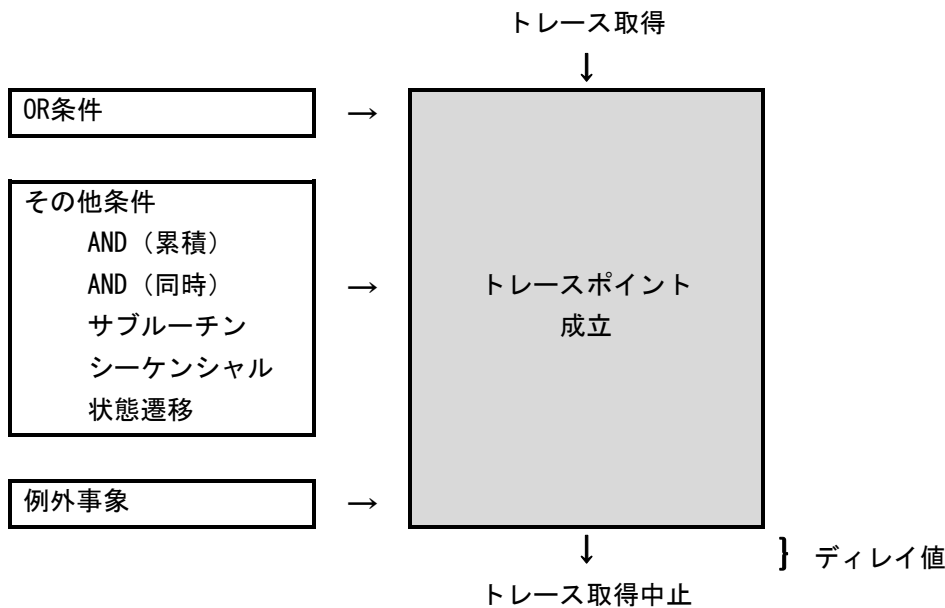 トレース取得
↓
OR条件
→
その他条件
AND（累積）
AND（同時）
サブルーチン
シーケンシャル
状態遷移
→
例外事象
→
トレースポイント
成立
↓
} ディレイ値
トレース取得中止